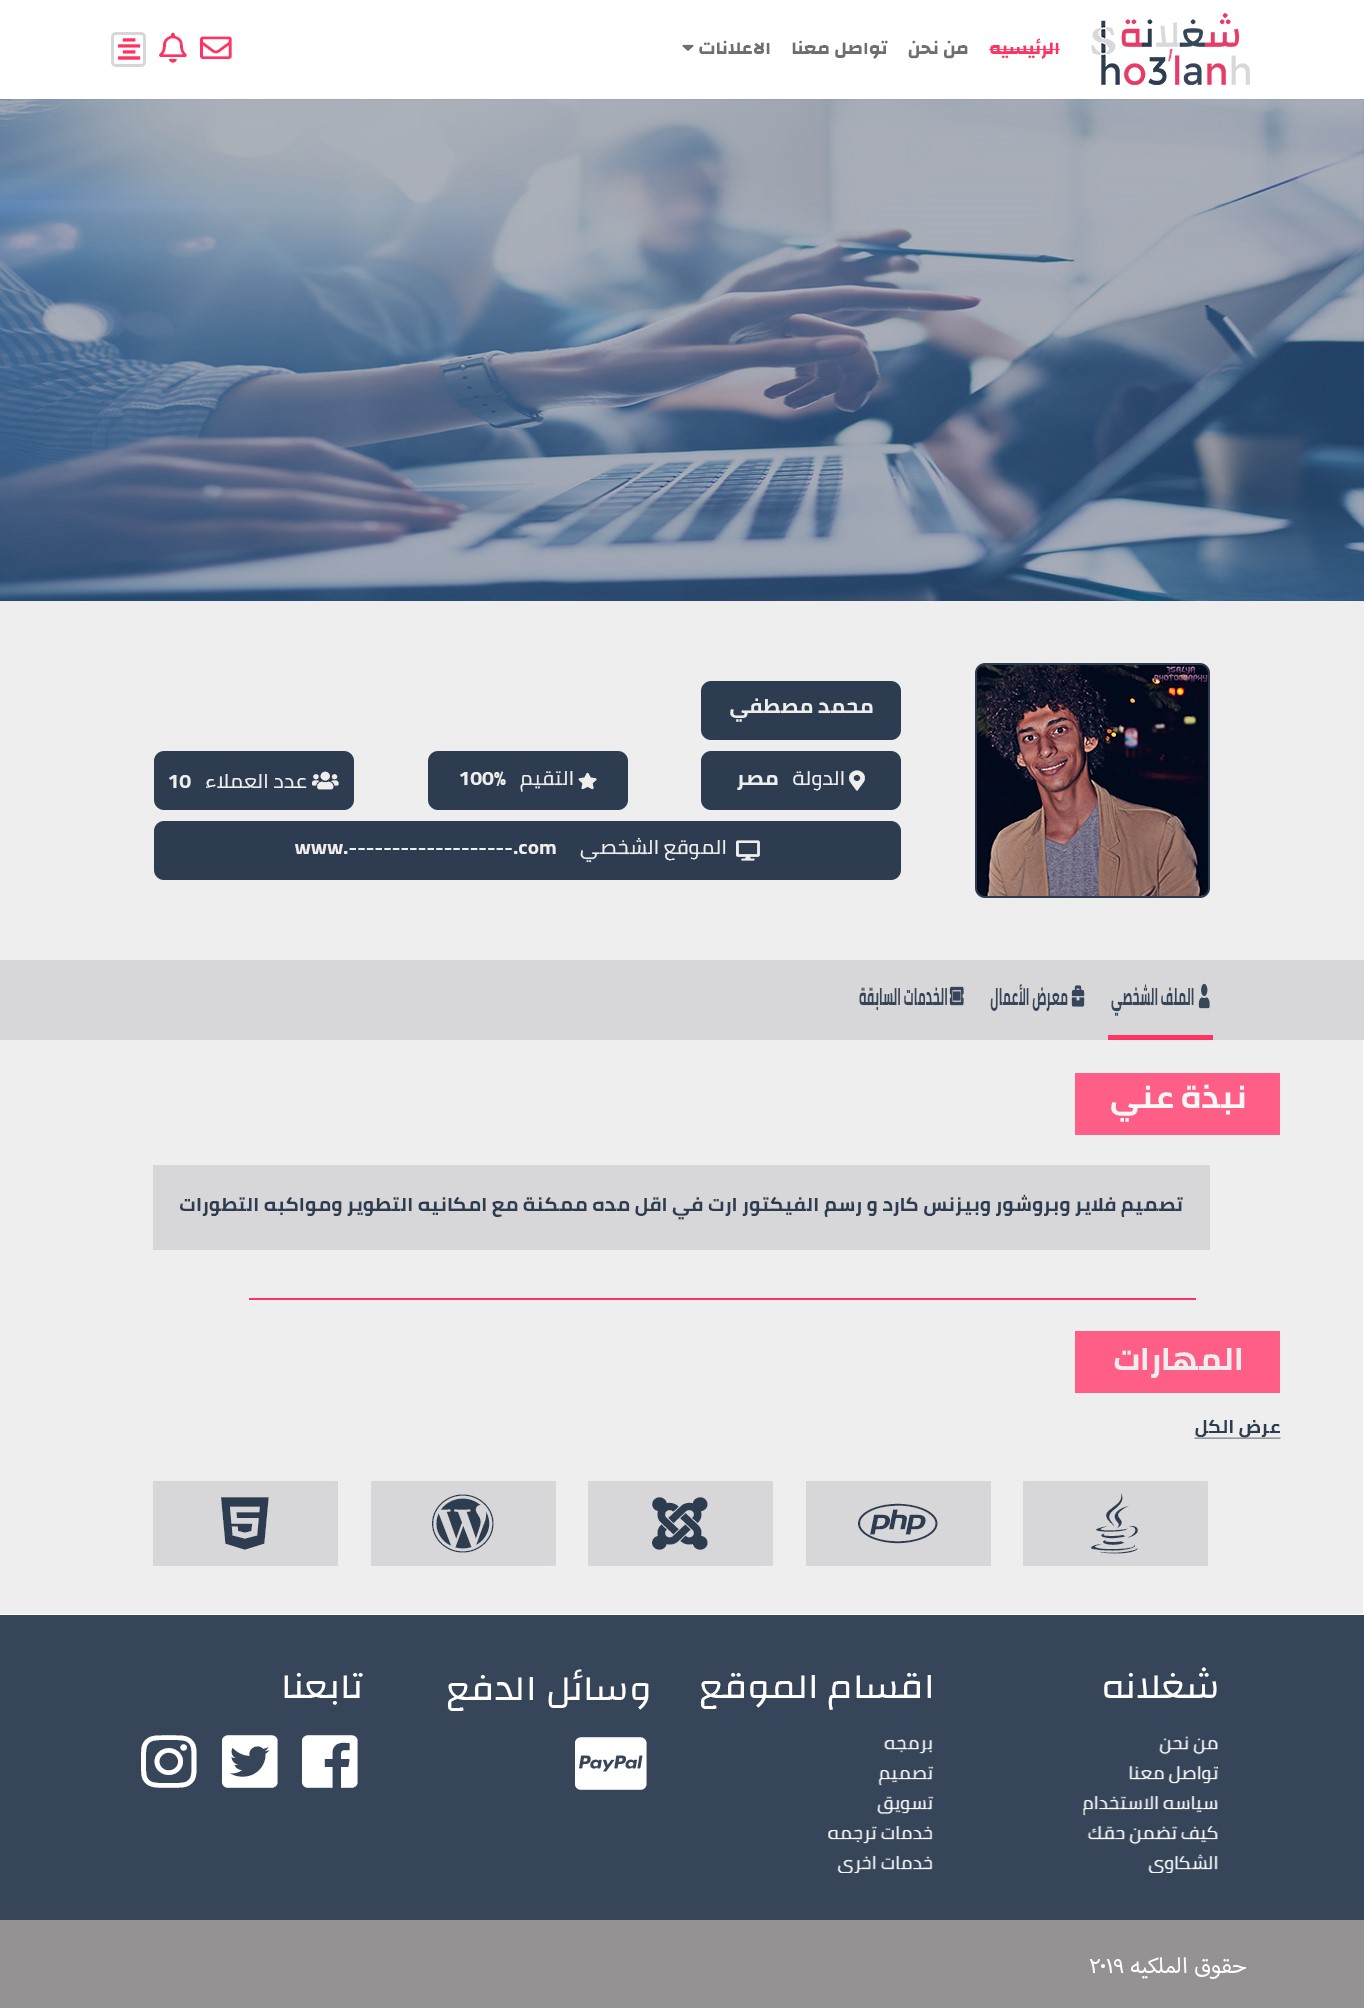 شغلانة
Sho3'lanh
الرئيسيه
من نحن
تواصل معنا
الاعلانات
محمد مصطفي
الدولة مصر
التقيم 100%
عدد العملاء 10
الموقع الشخصي www.-------------------.com
الملف الشخصي
معرض الأعمال
الخدمات السابقة
نبذة عني
تصميم فلاير وبروشور وبيزنس كارد و رسم الفيكتور ارت في اقل مده ممكنة مع امكانيه التطوير ومواكبه التطورات
المهارات
عرض الكل
php
شغلانه
من نحن
تواصل معنا
سياسه الاستخدام
كيف تضمن حقك
الشكاوى
اقسام الموقع
برمجه
تصميم
تسويق
خدمات ترجمه
خدمات اخرى
وسائل الدفع
PayPal
تابعنا
حقوق الملكيه ٢٠١٩